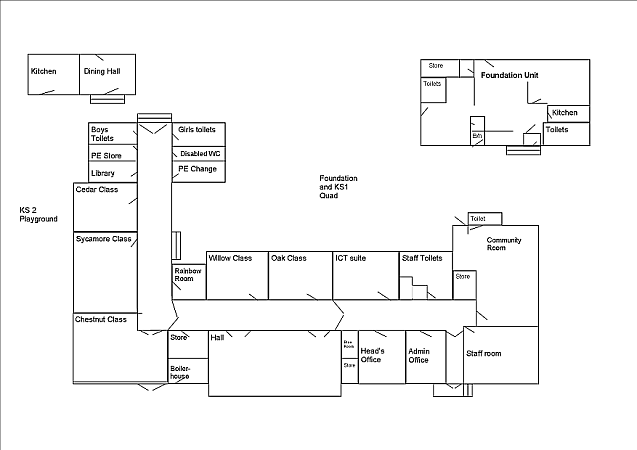 Kitchen
Dining Hall
Store
Toilets
Foundation Unit
Kitchen
Toilets
Boys
Toilets
PE Store
Library
Girls toilets
Disabled WC
PE Change
Foundation
and KS1
Quad
KS 2
Playground
Cedar Class
Sycamore Class
Chestnut Class
Rainbow
Room
Willow Class
Oak Class
ICT suite
Staff Toilets
Toilet
Community
Room
Store
Store
Boiler-
house
Hall
Room
Store
Head's
Office
Admin
Office
Staff room